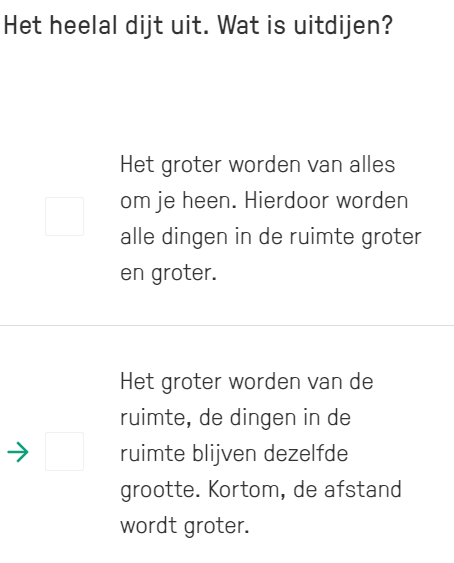 Het heelal dijt uit. Wat is uitdijen?
Het groter worden van alles
om je heen. Hierdoor worden
alle dingen in de ruimte groter
en groter.
Het groter worden van de
ruimte, de dingen in de
ruimte blijven dezelfde
grootte. Kortom, de afstand
wordt groter.